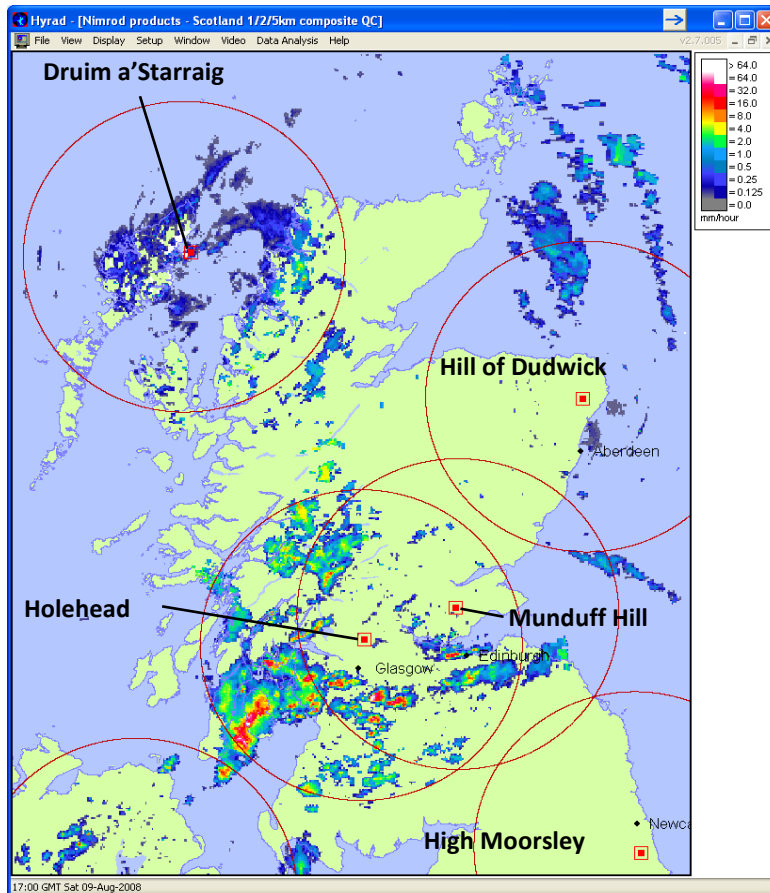 Hyrad - [Nimrod products - Scotland 1/2/5km composite QC]
File View Display Setup Window Video Data Analysis Help
v2.7.005
Druim a'Starraig
> 64.0
= 64.0
= 32.0
= 16.0
= 8.0
= 4.0
= 2.0
= 1.0
= 0.5
= 0.25
= 0.125
= 0.0
mm/hour
Hill of Dudwick
Aberdeen
Holehead
Munduff Hill
Edinburgh
Glasgow
High Moorsley
Newca
17:00 GMT Sat 09-Aug-2008